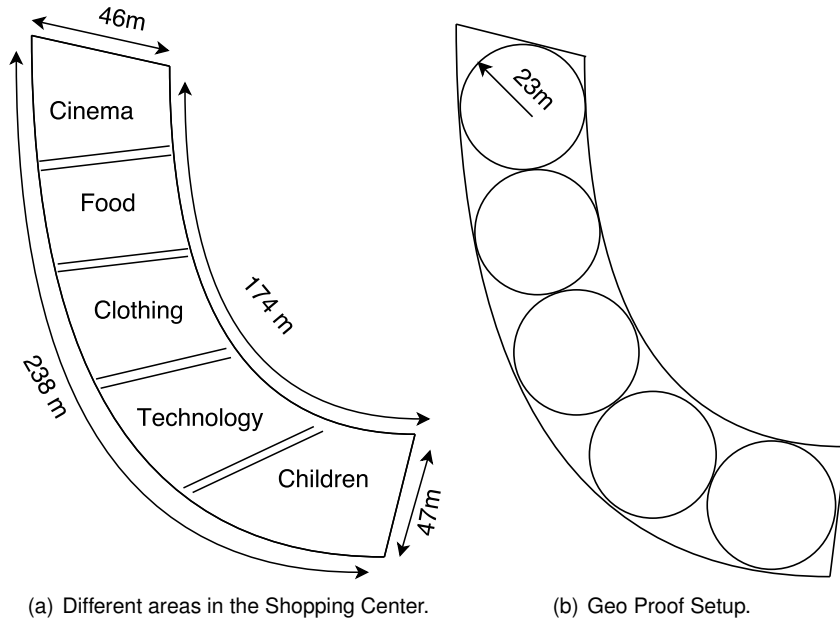 46m
Cinema
Food
Clothing
Technology
Children
174 m
238 m
47m
23m
(a) Different areas in the Shopping Center.
(b) Geo Proof Setup.